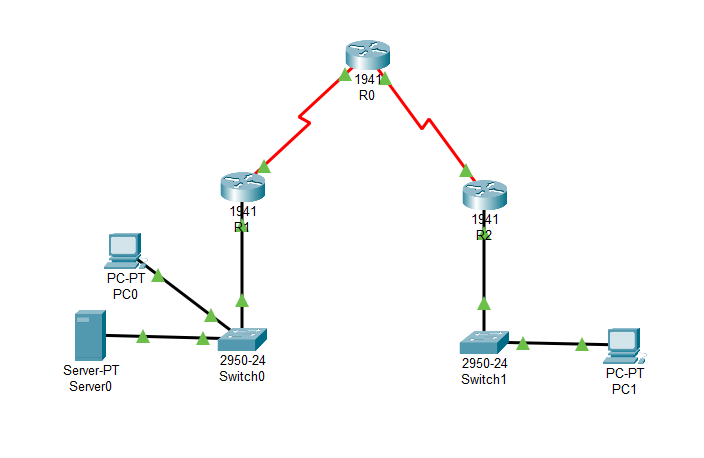 1941
R0
1941
R1
1941
R2
PC-PT
PC0
Server-PT
Server0
2950-24
Switch0
2950-24
Switch1
PC-PT
PC1